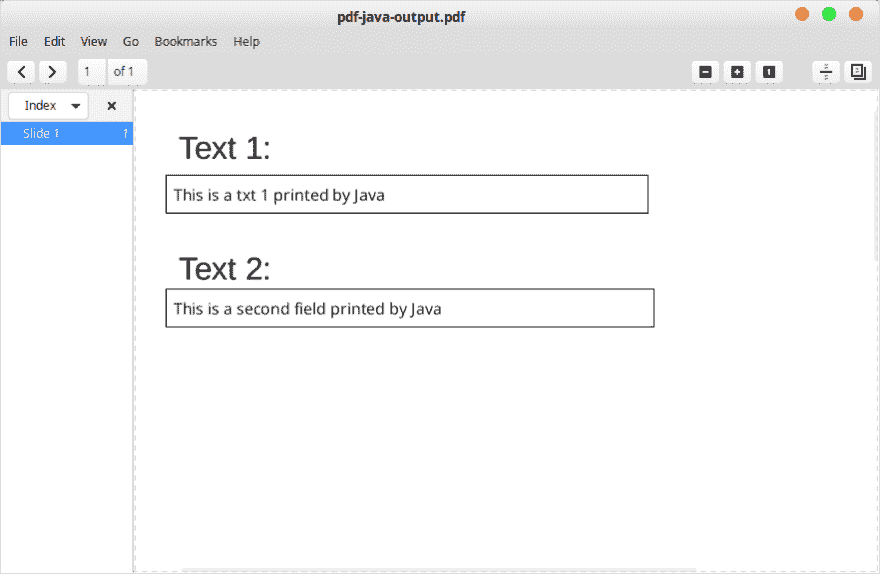 pdf-java-output.pdf
File Edit View Go Bookmarks Help
1 of 1
Index
Slide 1 1
Text 1:
This is a txt 1 printed by Java
Text 2:
This is a second field printed by Java